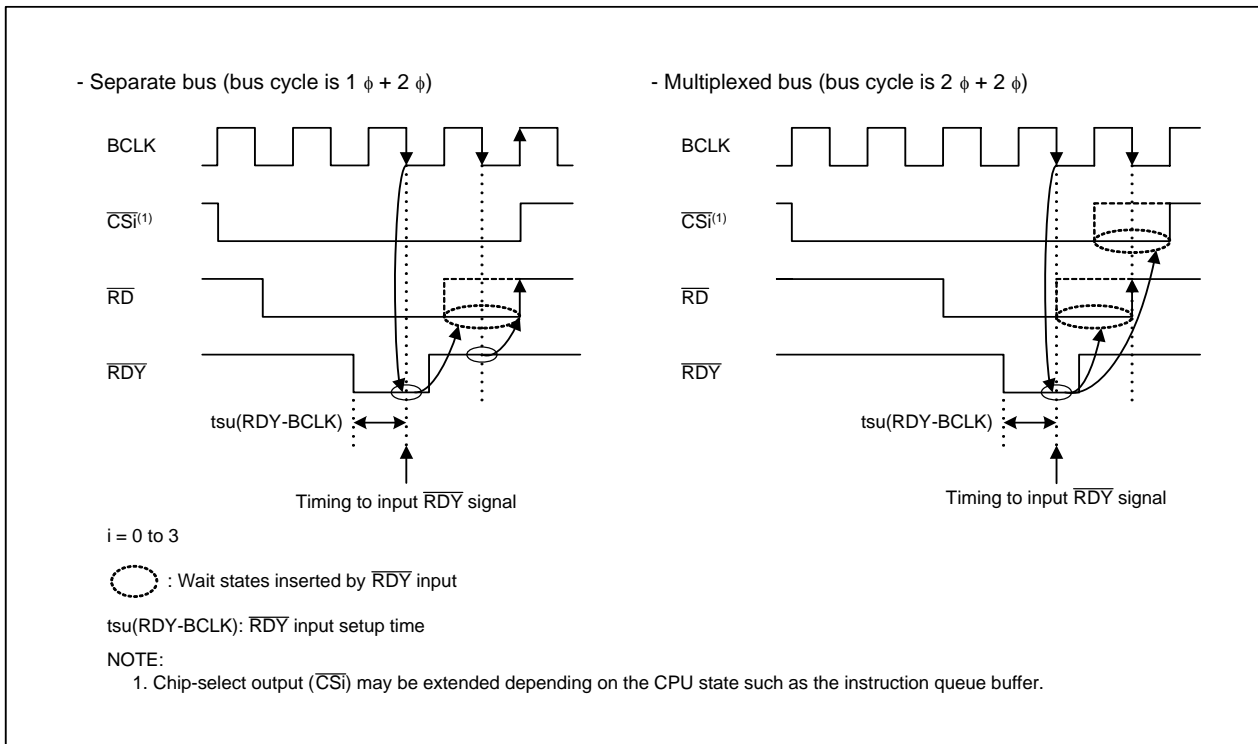 - Separate bus (bus cycle is 1 ϕ + 2 ϕ)
BCLK
CSi(1)
RD
RDY
tsu(RDY-BCLK)
Timing to input RDY signal
- Multiplexed bus (bus cycle is 2 ϕ + 2 ϕ)
BCLK
CSi(1)
RD
RDY
tsu(RDY-BCLK)
Timing to input RDY signal
i = 0 to 3
: Wait states inserted by RDY input
tsu(RDY-BCLK): RDY input setup time
NOTE:
1. Chip-select output (CSi) may be extended depending on the CPU state such as the instruction queue buffer.